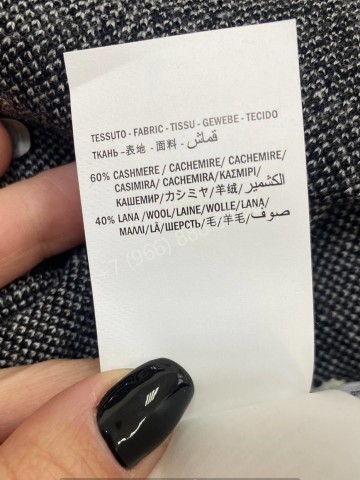 TESSUTO - FABRIC - TISSU - GEWEBE - TECIDO
ТКАНЬ - 表地 - 面料 - قماش
60% CASHMERE / CACHEMIRE / CACHEMIRE/
CASIMIRA/ CACHEMIRA/ ΚΑΣΜΙΡΙ/
КАШЕМИР/カシミヤ/羊绒/ الكشمير/
40% LANA /WOOL/LAINE/WOLLE/LANA/
ΜΑΛΛΙ/LÃ/ШЕРСТЬ/毛/羊毛/ صوف/
+7 (966)